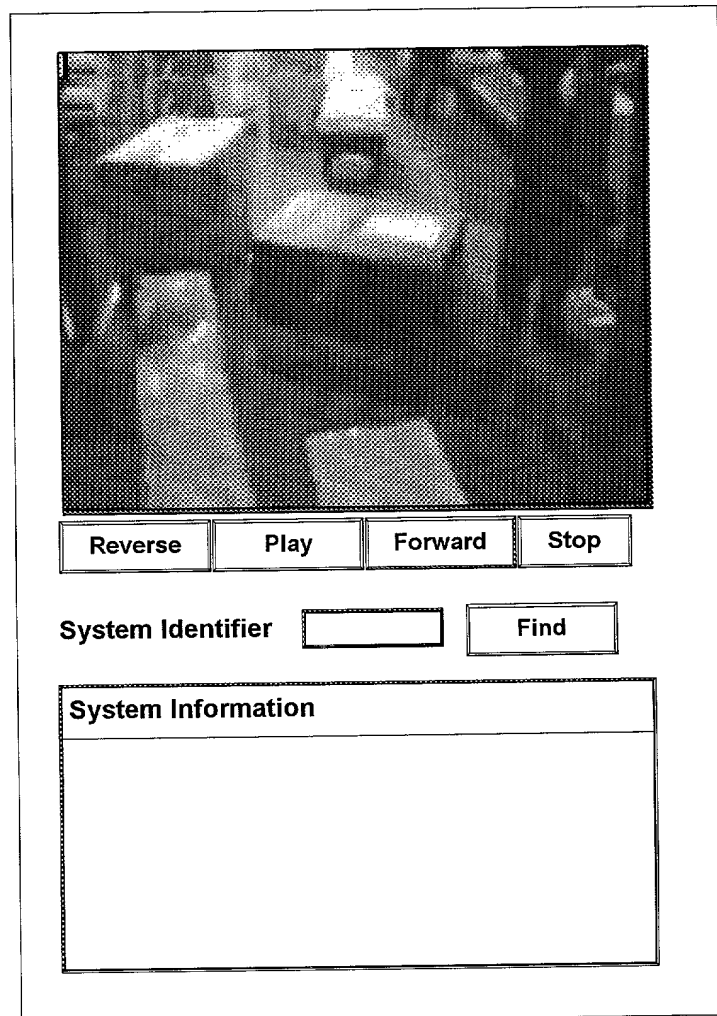 Reverse Play Forward Stop
System Identifier Find
System Information